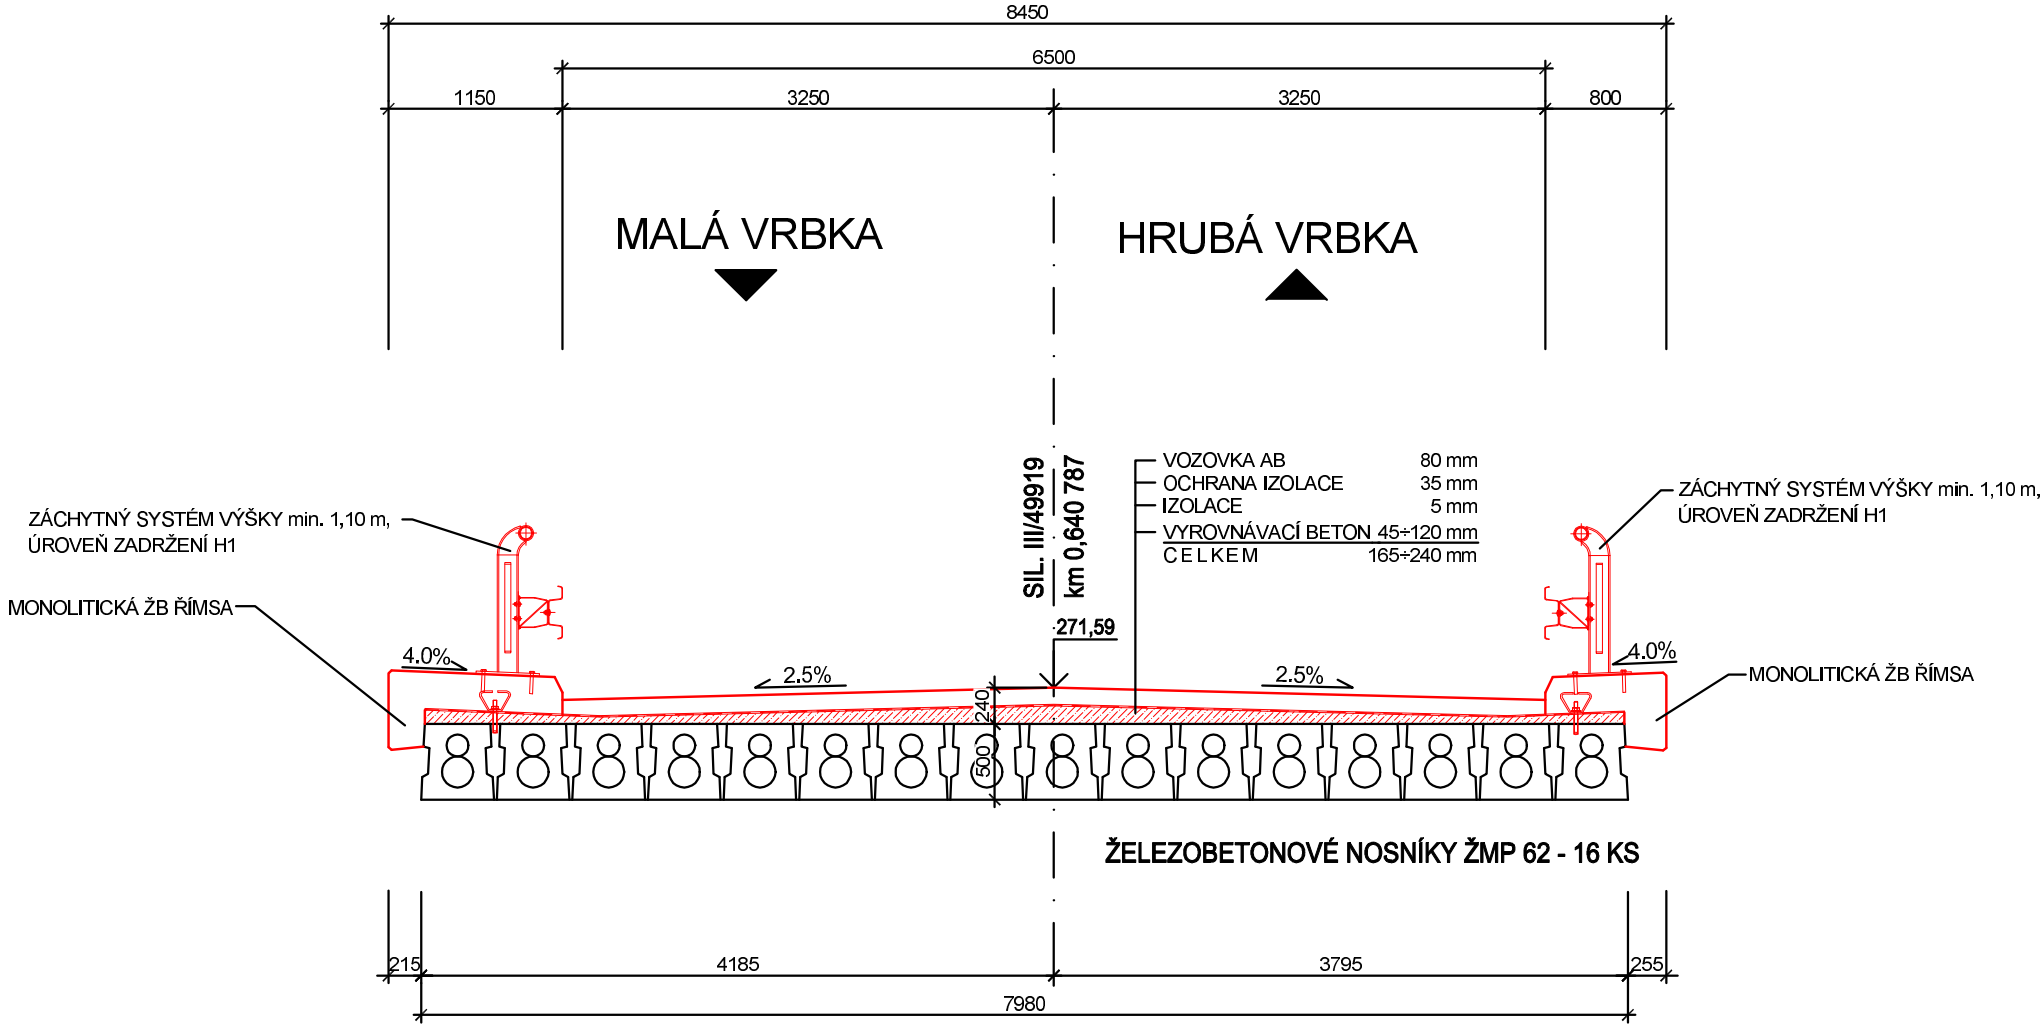 8450
6500
1150
3250
3250
800
MALÁ VRBKA
HRUBÁ VRBKA
SIL. III/49919
km 0,640 787
VOZOVKA AB 80 mm
OCHRANA IZOLACE 35 mm
IZOLACE 5 mm
VYROVNÁVACÍ BETON 45÷120 mm
CELKEM 165÷240 mm
ZÁCHYTNÝ SYSTÉM VÝŠKY min. 1,10 m,
ÚROVEŇ ZADRŽENÍ H1
ZÁCHYTNÝ SYSTÉM VÝŠKY min. 1,10 m,
ÚROVEŇ ZADRŽENÍ H1
MONOLITICKÁ ŽB ŘÍMSA
271,59
4.0%
2.5%
2.5%
4.0%
MONOLITICKÁ ŽB ŘÍMSA
240
500
ŽELEZOBETONOVÉ NOSNÍKY ŽMP 62 - 16 KS
215
4185
3795
255
7980